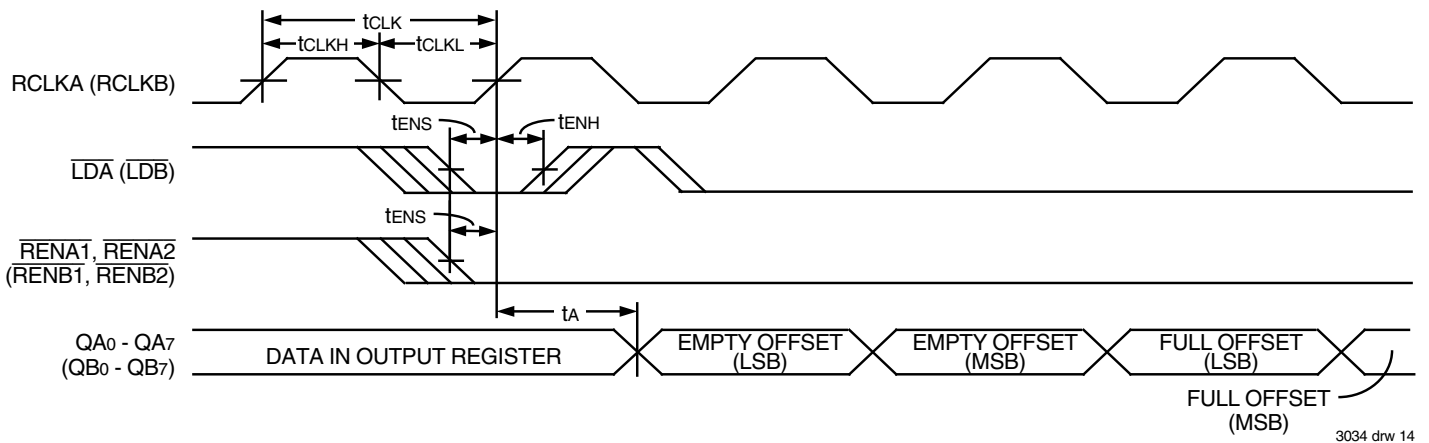 tCLK
tCLKH
tCLKL
RCLKA (RCLKB)
tENS
tENH
LDA (LDB)
tENS
RENA1, RENA2
(RENB1, RENB2)
tA
QA0 - QA7
(QB0 - QB7)
DATA IN OUTPUT REGISTER
EMPTY OFFSET
(LSB)
EMPTY OFFSET
(MSB)
FULL OFFSET
(LSB)
FULL OFFSET
(MSB)
3034 drw 14